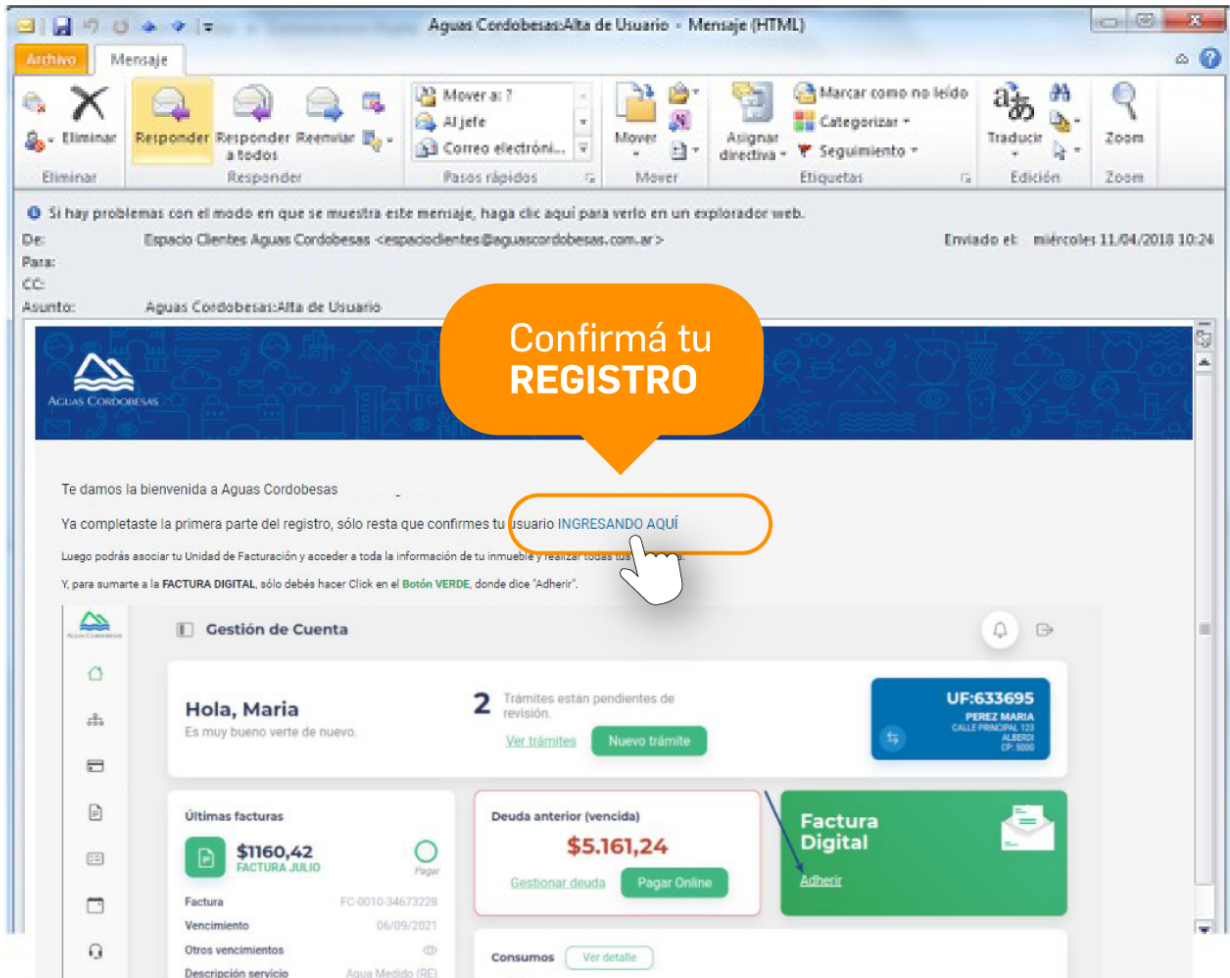 Aguas Cordobesas:Alta de Usuario - Mensaje (HTML)
Archivo Mensaje
Eliminar
Responder
Responder a todos
Reenviar
Mover a: ?
Al jefe
Correo electróni...
Mover
Asignar directiva
Marcar como no leído
Categorizar
Seguimiento
Traducir
Zoom
Eliminar Responder Pasos rápidos Mover Etiquetas Edición Zoom
Si hay problemas con el modo en que se muestra este mensaje, haga clic aquí para verlo en un explorador web.
De: Espacio Clientes Aguas Cordobesas <espacioclientes@aguascordobesas.com.ar> Enviado el: miércoles 11/04/2018 10:24
Para:
CC:
Asunto: Aguas Cordobesas:Alta de Usuario
Confirmá tu
REGISTRO
AGUAS CORDOBESAS
Te damos la bienvenida a Aguas Cordobesas
Ya completaste la primera parte del registro, sólo resta que confirmes tu usuario INGRESANDO AQUÍ
Luego podrás asociar tu Unidad de Facturación y acceder a toda la información de tu inmueble y realizar todas tus
Y, para sumarte a la FACTURA DIGITAL, sólo debés hacer Click en el Botón VERDE, donde dice "Adherir".
AGUAS CORDOBESAS
Gestión de Cuenta
Hola, Maria
Es muy bueno verte de nuevo.
2 Trámites están pendientes de
revisión.
Ver trámites Nuevo trámite
UF:633695
PEREZ MARIA
CALLE PRINCIPAL 123
ALBERDI
CP: 5000
Últimas facturas
$1160,42
FACTURA JULIO
Pagar
Factura FC-0010-34673228
Vencimiento 06/09/2021
Otros vencimientos
Descripción servicio Agua Medido (RE)
Deuda anterior (vencida)
$5.161,24
Gestionar deuda Pagar Online
Factura
Digital
Adherir
Consumos Ver detalle